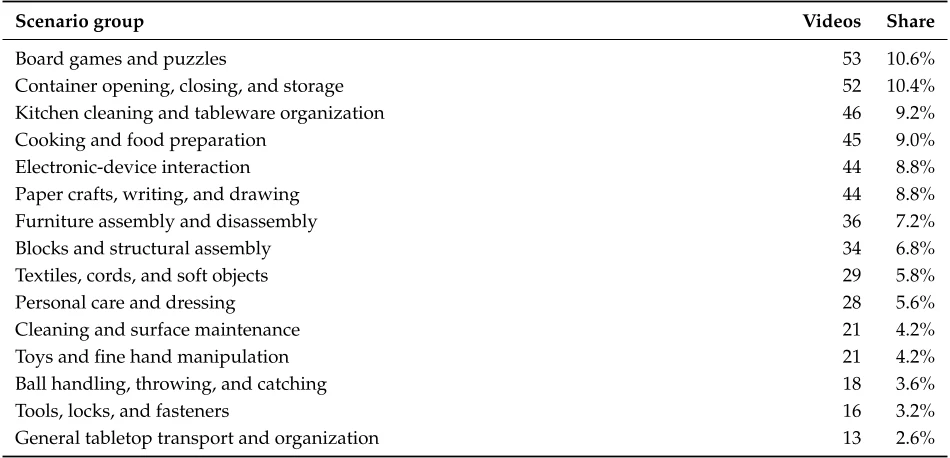 Scenario group Videos Share
Board games and puzzles 53 10.6%
Container opening, closing, and storage 52 10.4%
Kitchen cleaning and tableware organization 46 9.2%
Cooking and food preparation 45 9.0%
Electronic-device interaction 44 8.8%
Paper crafts, writing, and drawing 44 8.8%
Furniture assembly and disassembly 36 7.2%
Blocks and structural assembly 34 6.8%
Textiles, cords, and soft objects 29 5.8%
Personal care and dressing 28 5.6%
Cleaning and surface maintenance 21 4.2%
Toys and fine hand manipulation 21 4.2%
Ball handling, throwing, and catching 18 3.6%
Tools, locks, and fasteners 16 3.2%
General tabletop transport and organization 13 2.6%